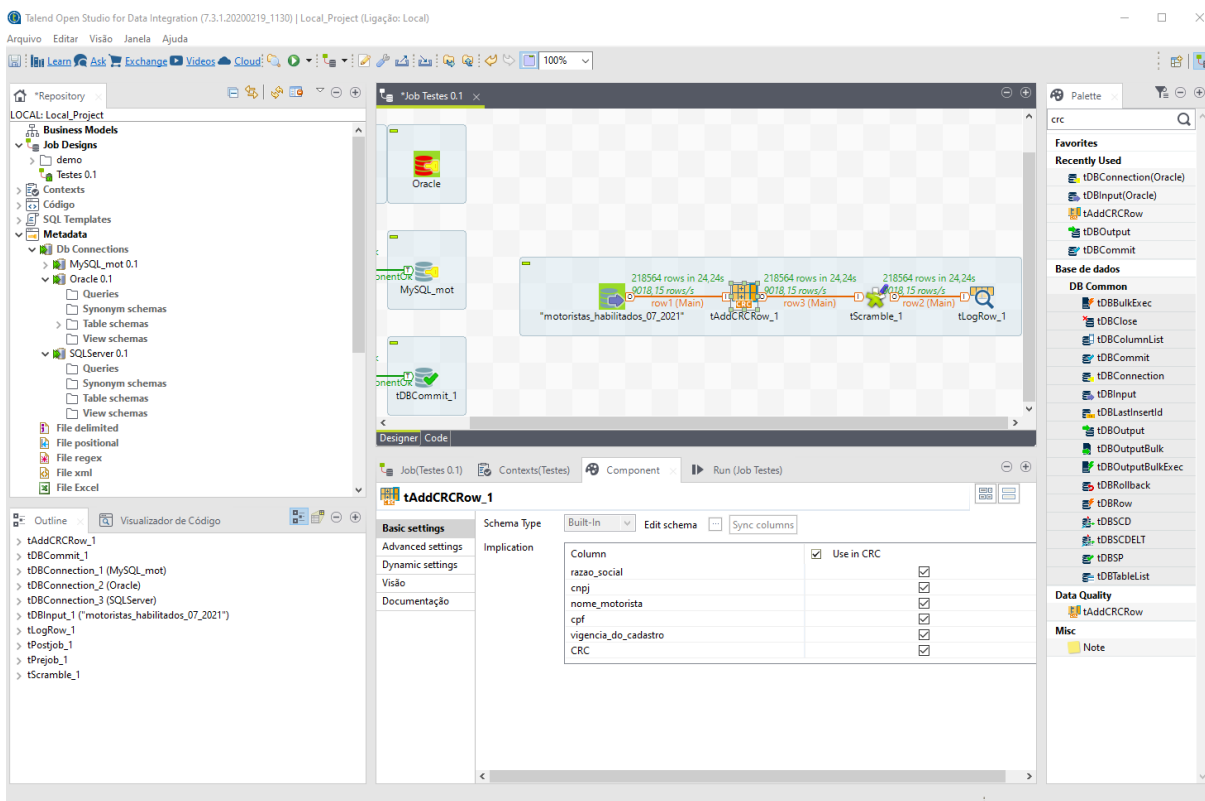 Talend Open Studio for Data Integration (7.3.1.20200219_1130) | Local_Project (Ligação: Local)
Arquivo Editar Visão Janela Ajuda
Learn Ask Exchange Videos Cloud 100%
*Repository
LOCAL: Local_Project
Business Models
Job Designs
demo
Testes 0.1
Contexts
Código
SQL Templates
Metadata
Db Connections
MySQL_mot 0.1
Oracle 0.1
Queries
Synonym schemas
Table schemas
View schemas
SQLServer 0.1
Queries
Synonym schemas
Table schemas
View schemas
File delimited
File positional
File regex
File xml
File Excel
Outline Visualizador de Código
tAddCRCRow_1
tDBCommit_1
tDBConnection_1 (MySQL_mot)
tDBConnection_2 (Oracle)
tDBConnection_3 (SQLServer)
tDBInput_1 ("motoristas_habilitados_07_2021")
tLogRow_1
tPostjob_1
tPrejob_1
tScramble_1
*Job Testes 0.1
Oracle
ponentOk
MySQL_mot
ponentOk
tDBCommit_1
218564 rows in 24,24s 218564 rows in 24,24s 218564 rows in 24,24s
9018,15 rows/s 9018,15 rows/s 9018,15 rows/s
row1 (Main) row3 (Main) row2 (Main)
"motoristas_habilitados_07_2021" tAddCRCRow_1 tScramble_1 tLogRow_1
Designer Code
Job(Testes 0.1) Contexts(Testes) Component Run (Job Testes)
tAddCRCRow_1
Basic settings
Advanced settings
Dynamic settings
Visão
Documentação
Schema Type Built-In Edit schema ... Sync columns
Implication
Column Use in CRC
razao_social
cnpj
nome_motorista
cpf
vigencia_do_cadastro
CRC
Palette
crc
Favorites
Recently Used
tDBConnection(Oracle)
tDBInput(Oracle)
tAddCRCRow
tDBOutput
tDBCommit
Base de dados
DB Common
tDBBulkExec
tDBClose
tDBColumnList
tDBCommit
tDBConnection
tDBInput
tDBLastInsertId
tDBOutput
tDBOutputBulk
tDBOutputBulkExec
tDBRollback
tDBRow
tDBSCD
tDBSCDELT
tDBSP
tDBTableList
Data Quality
tAddCRCRow
Misc
Note